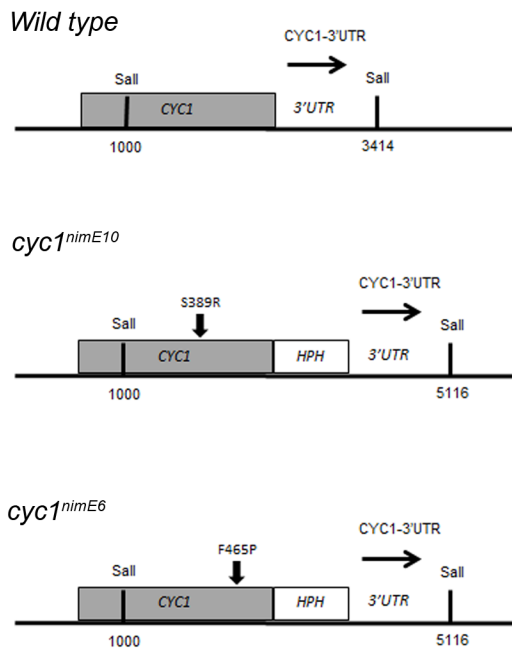 Wild type
CYC1-3'UTR
SalI
SalI
CYC1
3'UTR
1000
3414
cyc1nimE10
CYC1-3'UTR
S389R
SalI
SalI
CYC1
HPH
3'UTR
1000
5116
cyc1nimE6
CYC1-3'UTR
F465P
SalI
SalI
CYC1
HPH
3'UTR
1000
5116